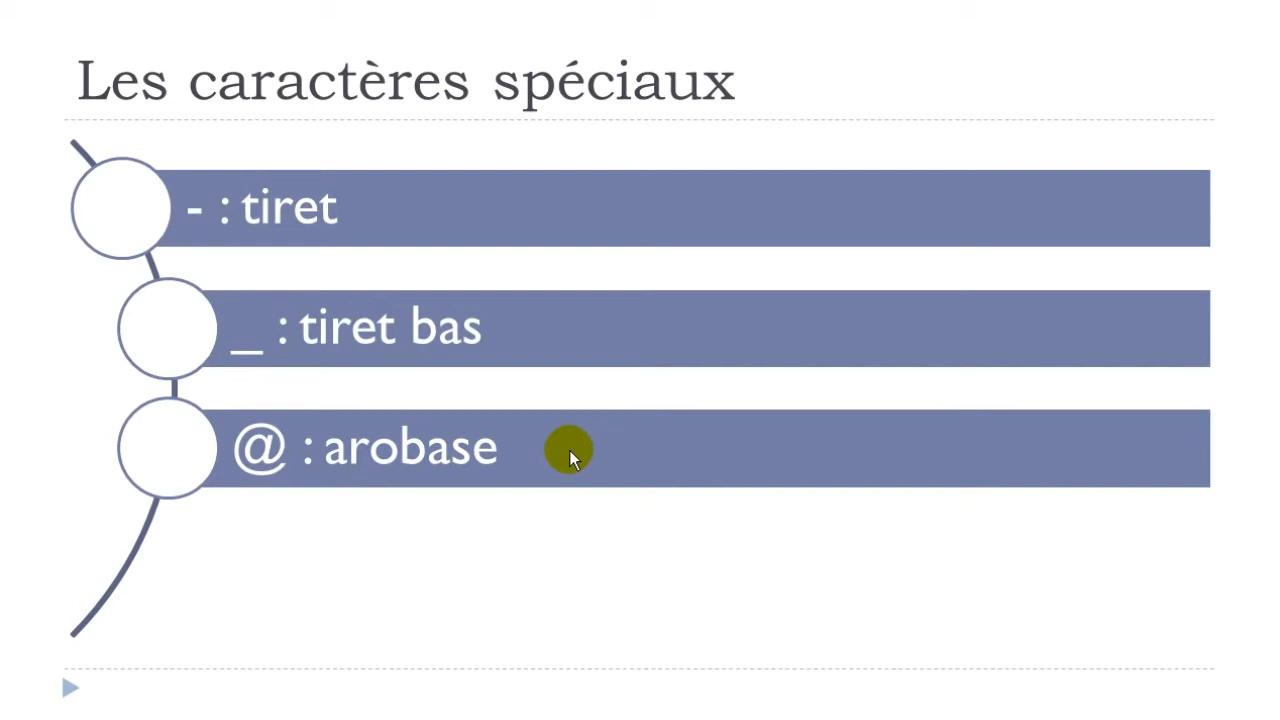 Les caractères spéciaux
- : tiret
_ : tiret bas
@ : arobase